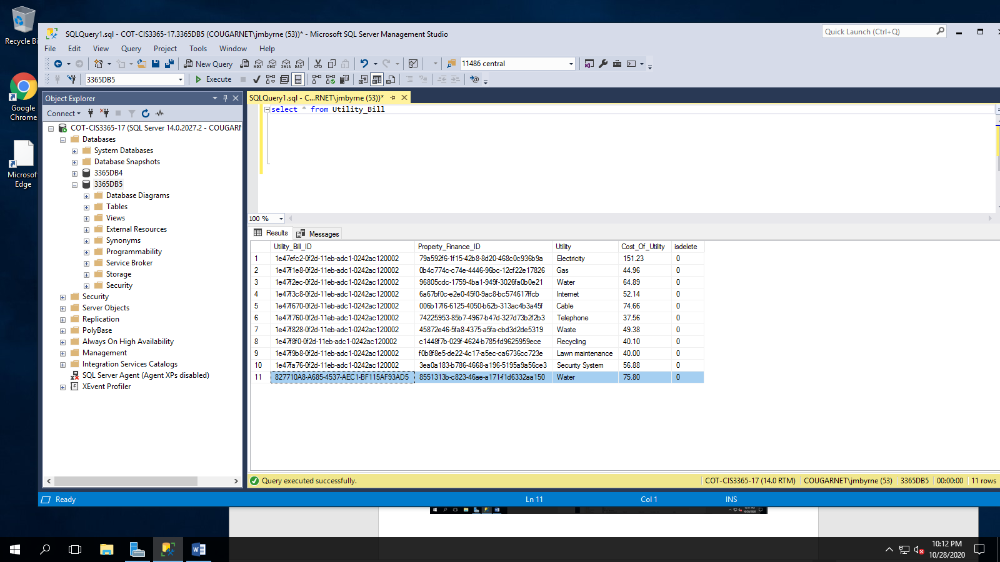 Recycle Bi
Google
Chrome
Microsof
Edge
SQLQuery1.sql - COT-CIS3365-17.3365DB5 (COUGARNET\jmbyrne (53))* - Microsoft SQL Server Management Studio
Quick Launch (Ctrl+Q)
File Edit View Query Project Tools Window Help
New Query MDX DMX XMLA DAX 11486 central
3365DB5 Execute
Object Explorer
Connect
COT-CIS3365-17 (SQL Server 14.0.2027.2 - COUGARN
Databases
System Databases
Database Snapshots
3365DB4
3365DB5
Database Diagrams
Tables
Views
External Resources
Synonyms
Programmability
Service Broker
Storage
Security
Security
Server Objects
Replication
PolyBase
Always On High Availability
Management
Integration Services Catalogs
SQL Server Agent (Agent XPs disabled)
XEvent Profiler
SQLQuery1.sql - C...RNET\jmbyrne (53))*
select * from Utility_Bill
100 %
Results Messages
Utility_Bill_ID Property_Finance_ID Utility Cost_Of_Utility isdelete
1 1e47efc2-0f2d-11eb-adc1-0242ac120002 79a592f6-1f15-42b8-8d20-468c0c936b9a Electricity 151.23 0
2 1e47f1e8-0f2d-11eb-adc1-0242ac120002 0b4c774c-c74e-4446-96bc-12cf22e17826 Gas 44.96 0
3 1e47f2ec-0f2d-11eb-adc1-0242ac120002 96805cdc-1759-4ba1-949f-3026fa0b0e21 Water 64.89 0
4 1e47f3c8-0f2d-11eb-adc1-0242ac120002 6a67bf0c-e2e0-45f0-9ac8-bc574617ffcb Internet 52.14 0
5 1e47f670-0f2d-11eb-adc1-0242ac120002 006b17f6-6125-4050-b62b-313ac4b3a45f Cable 74.66 0
6 1e47f760-0f2d-11eb-adc1-0242ac120002 74225953-85b7-4967-b47d-327d73b2f2b3 Telephone 37.56 0
7 1e47f828-0f2d-11eb-adc1-0242ac120002 45872e46-5fa8-4375-a5fa-cbd3d2de5319 Waste 49.38 0
8 1e47f8f0-0f2d-11eb-adc1-0242ac120002 c1448f7b-029f-4624-b785-fd9625959ece Recycling 40.10 0
9 1e47f9b8-0f2d-11eb-adc1-0242ac120002 f0b8f8e5-de22-4c17-a5ec-ca6736cc723e Lawn maintenance 40.00 0
10 1e47fa76-0f2d-11eb-adc1-0242ac120002 3ea0a183-b786-4668-a196-5195a9a56ce3 Security System 56.88 0
11 827710A8-A685-4537-AEC1-BF115AF93AD5 8551313b-c823-46ae-a171-f1d6332aa150 Water 75.80 0
Query executed successfully. COT-CIS3365-17 (14.0 RTM) COUGARNET\jmbyrne (53) 3365DB5 00:00:00 11 rows
Ready Ln 11 Col 1 INS
10:12 PM
10/28/2020